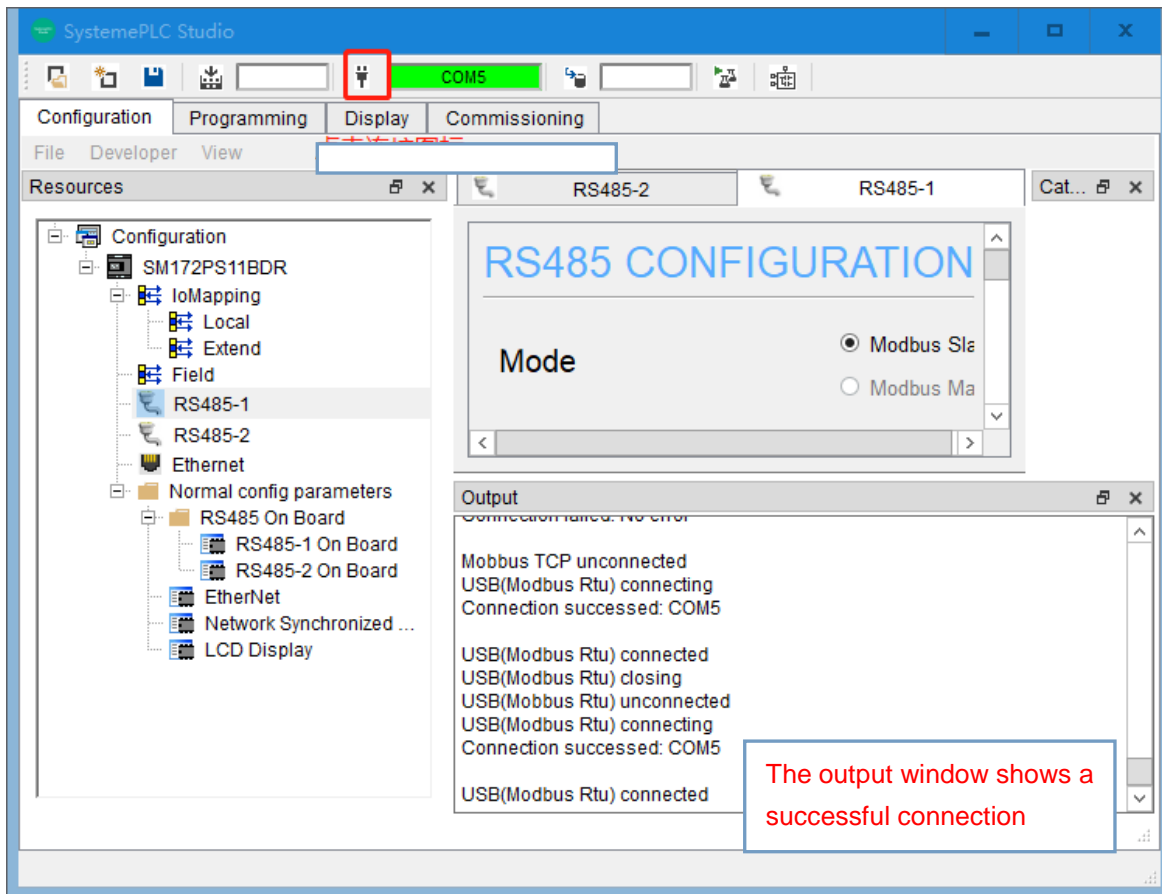 SystemePLC Studio
COM5
Configuration Programming Display Commissioning
File Developer View
Resources
RS485-2 RS485-1
Cat...
Configuration
SM172PS11BDR
IoMapping
Local
Extend
Field
RS485-1
RS485-2
Ethernet
Normal config parameters
RS485 On Board
RS485-1 On Board
RS485-2 On Board
EtherNet
Network Synchronized ...
LCD Display
RS485 CONFIGURATION
Mode
Modbus Sla
Modbus Ma
Output
Connection failed: No error
Mobbus TCP unconnected
USB(Modbus Rtu) connecting
Connection successed: COM5
USB(Modbus Rtu) connected
USB(Modbus Rtu) closing
USB(Mobbus Rtu) unconnected
USB(Modbus Rtu) connecting
Connection successed: COM5
USB(Modbus Rtu) connected
The output window shows a
successful connection